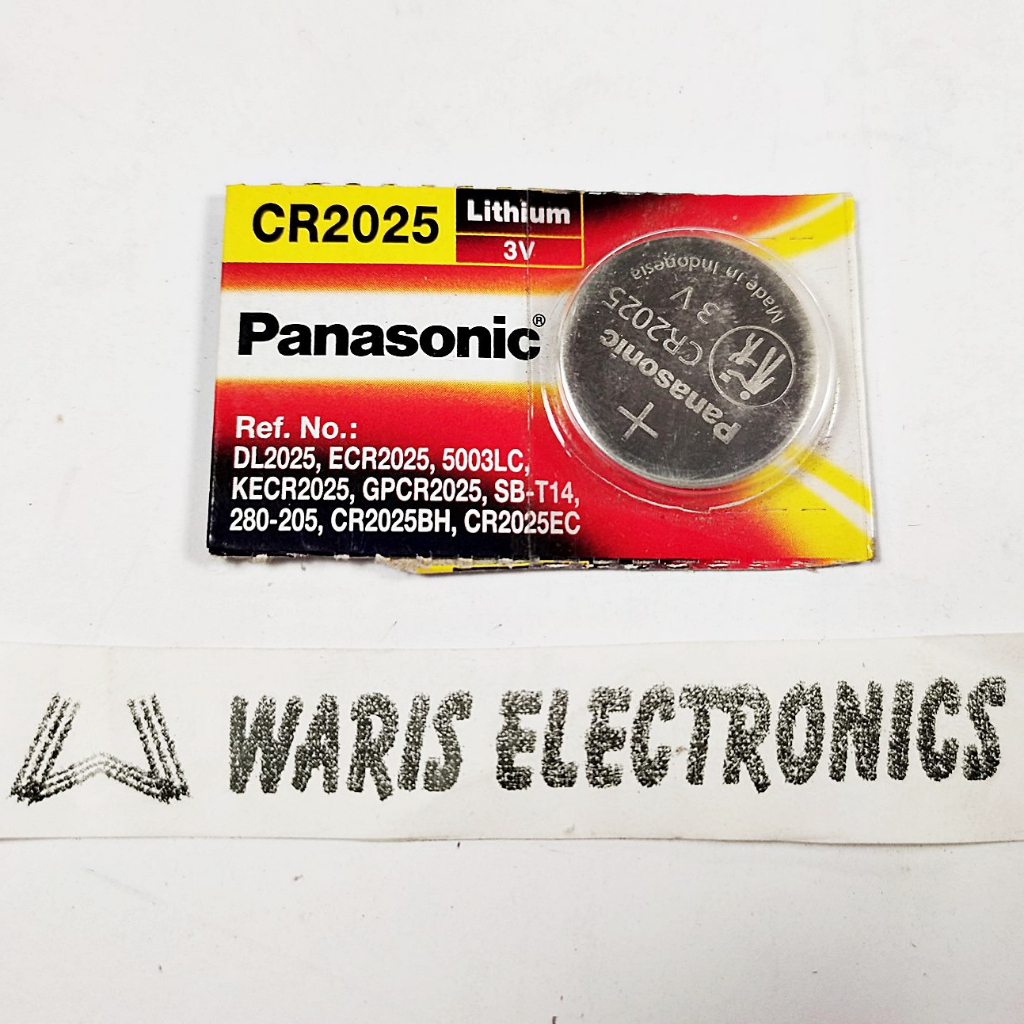 CR2025
Lithium
3V
Panasonic®
Ref. No.:
DL2025, ECR2025, 5003LC,
KECR2025, GPCR2025, SB-T14,
280-205, CR2025BH, CR2025EC
+
Panasonic
CR2025
3 V
Made in Indonesia
WARIS ELECTRONICS